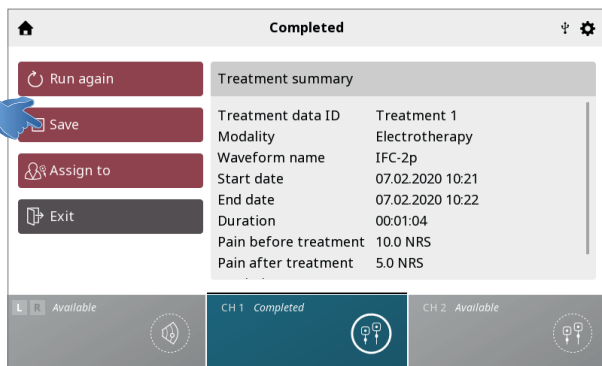 Completed
Run again
Save
Assign to
Exit
Treatment summary
Treatment data ID Treatment 1
Modality Electrotherapy
Waveform name IFC-2p
Start date 07.02.2020 10:21
End date 07.02.2020 10:22
Duration 00:01:04
Pain before treatment 10.0 NRS
Pain after treatment 5.0 NRS
L R Available
CH 1 Completed
CH 2 Available